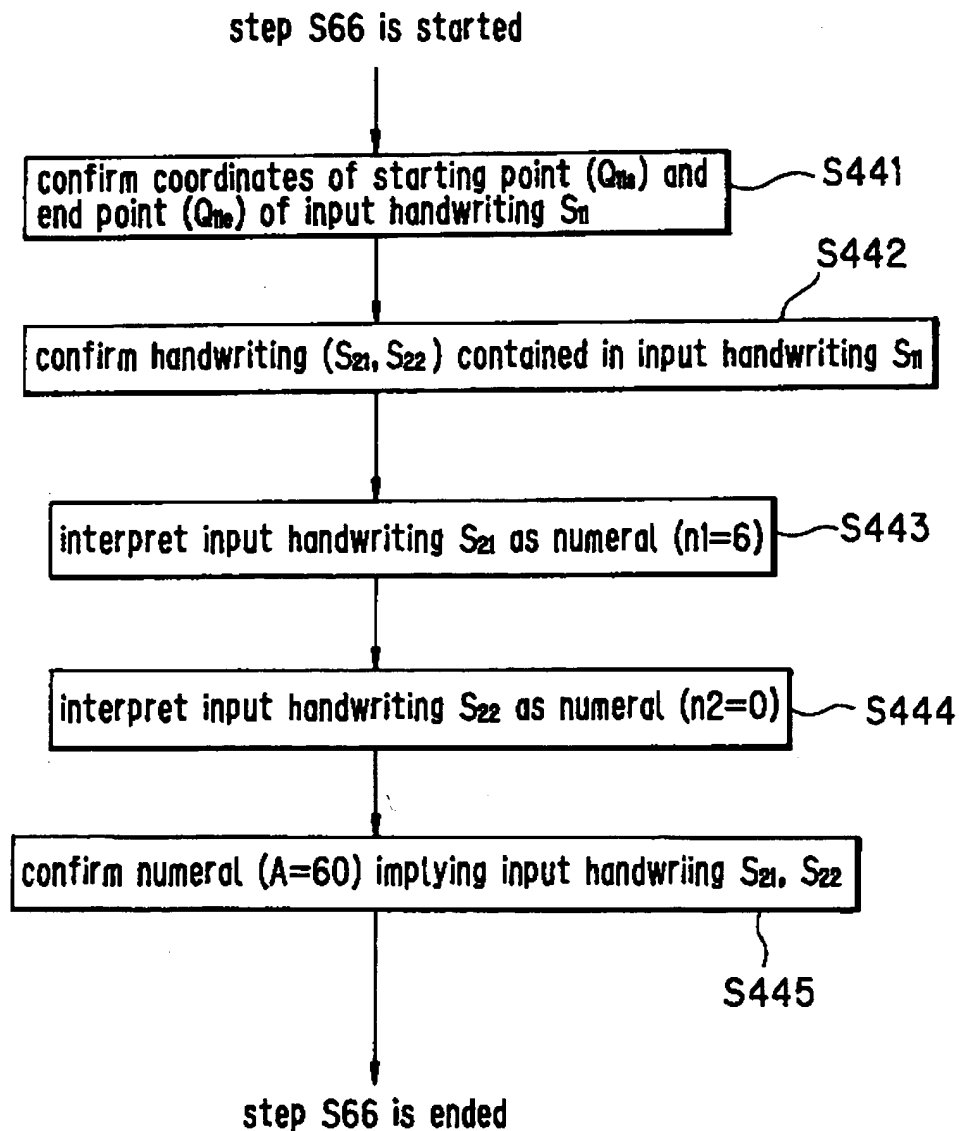 step S66 is started
confirm coordinates of starting point (Q11s) and
end point (Q11e) of input handwriting S11
S441
S442
confirm handwriting (S21, S22) contained in input handwriting S11
interpret input handwriting S21 as numeral (n1=6)
S443
interpret input handwriting S22 as numeral (n2=0)
S444
confirm numeral (A=60) implying input handwriing S21, S22
S445
step S66 is ended